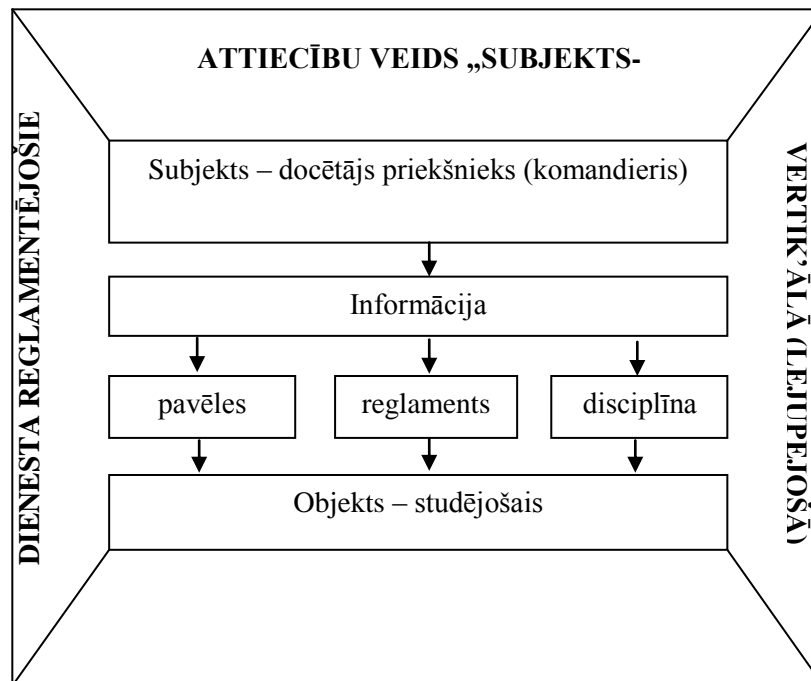 ATTIECĪBU VEIDS „SUBJEKTS-
DIENESTA REGLAMENTĒJOŠIE
Subjekts – docētājs priekšnieks (komandieris)
Informācija
pavēles reglaments disciplīna
Objekts – studējošais
VERTIK’ĀLĀ (LEJUPEJOŠĀ)